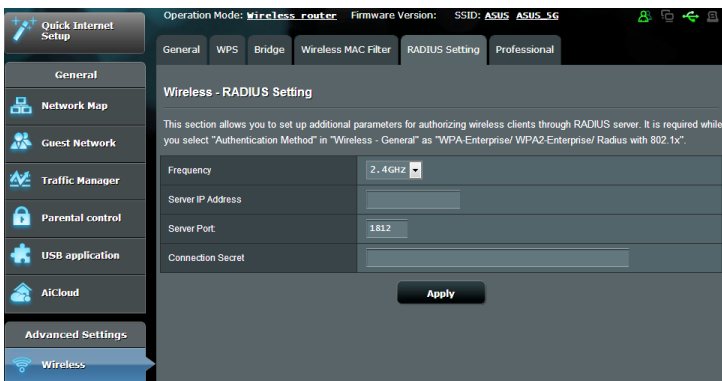 Quick Internet
Setup
Operation Mode: Wireless router Firmware Version: SSID: ASUS ASUS_5G
General WPS Bridge Wireless MAC Filter RADIUS Setting Professional
General
Network Map
Guest Network
Traffic Manager
Parental control
USB application
AiCloud
Advanced Settings
Wireless
Wireless - RADIUS Setting
This section allows you to set up additional parameters for authorizing wireless clients through RADIUS server. It is required while
you select "Authentication Method" in "Wireless - General" as "WPA-Enterprise/ WPA2-Enterprise/ Radius with 802.1x".
Frequency 2.4GHz
Server IP Address
Server Port: 1812
Connection Secret
Apply